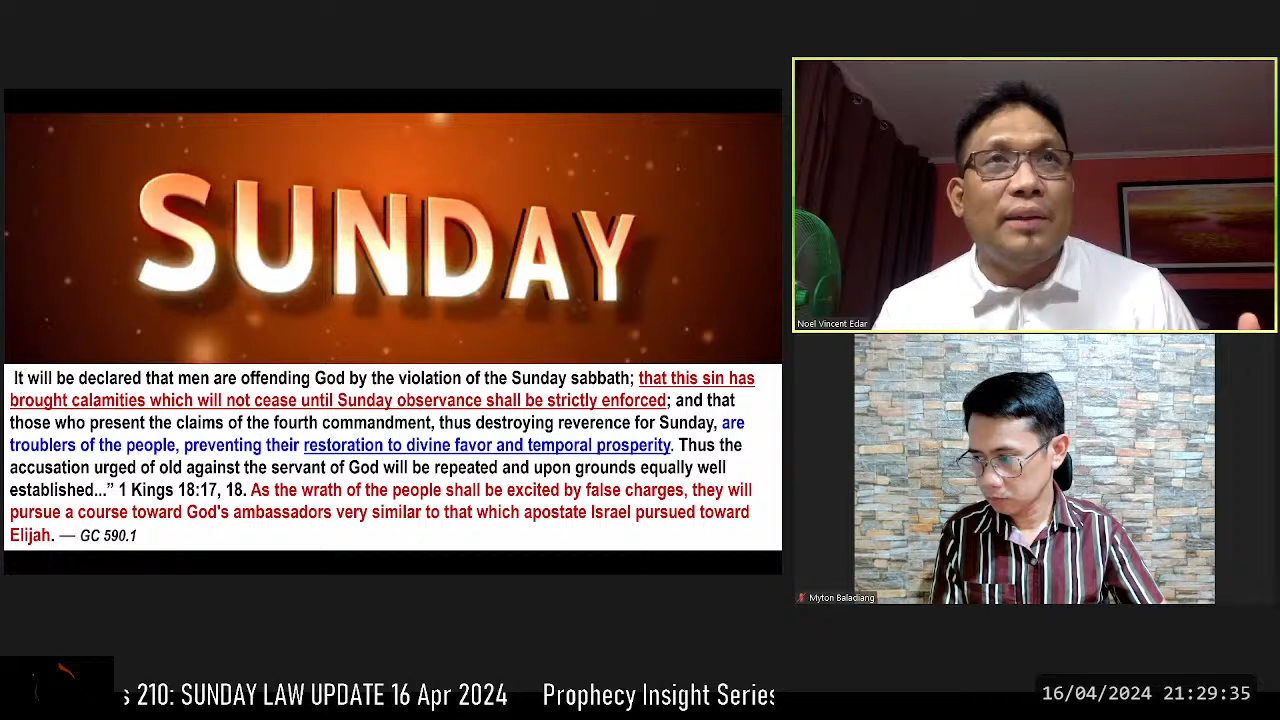 SUNDAY
It will be declared that men are offending God by the violation of the Sunday sabbath; that this sin has
brought calamities which will not cease until Sunday observance shall be strictly enforced; and that
those who present the claims of the fourth commandment, thus destroying reverence for Sunday, are
troublers of the people, preventing their restoration to divine favor and temporal prosperity. Thus the
accusation urged of old against the servant of God will be repeated and upon grounds equally well
established...” 1 Kings 18:17, 18. As the wrath of the people shall be excited by false charges, they will
pursue a course toward God's ambassadors very similar to that which apostate Israel pursued toward
Elijah. — GC 590.1
Noel Vincent Edar
Myton Baladiang
s 210: SUNDAY LAW UPDATE 16 Apr 2024 Prophecy Insight Series
16/04/2024 21:29:35